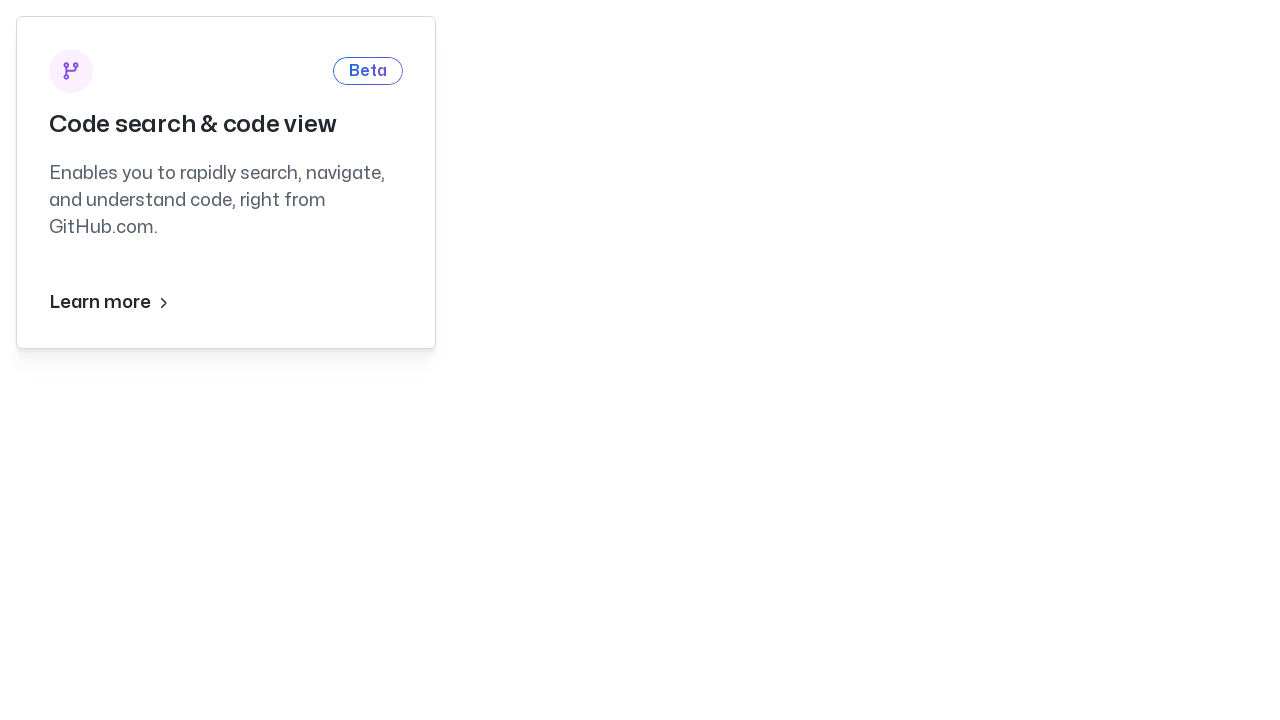 Beta
Code search & code view
Enables you to rapidly search, navigate,
and understand code, right from
GitHub.com.
Learn more